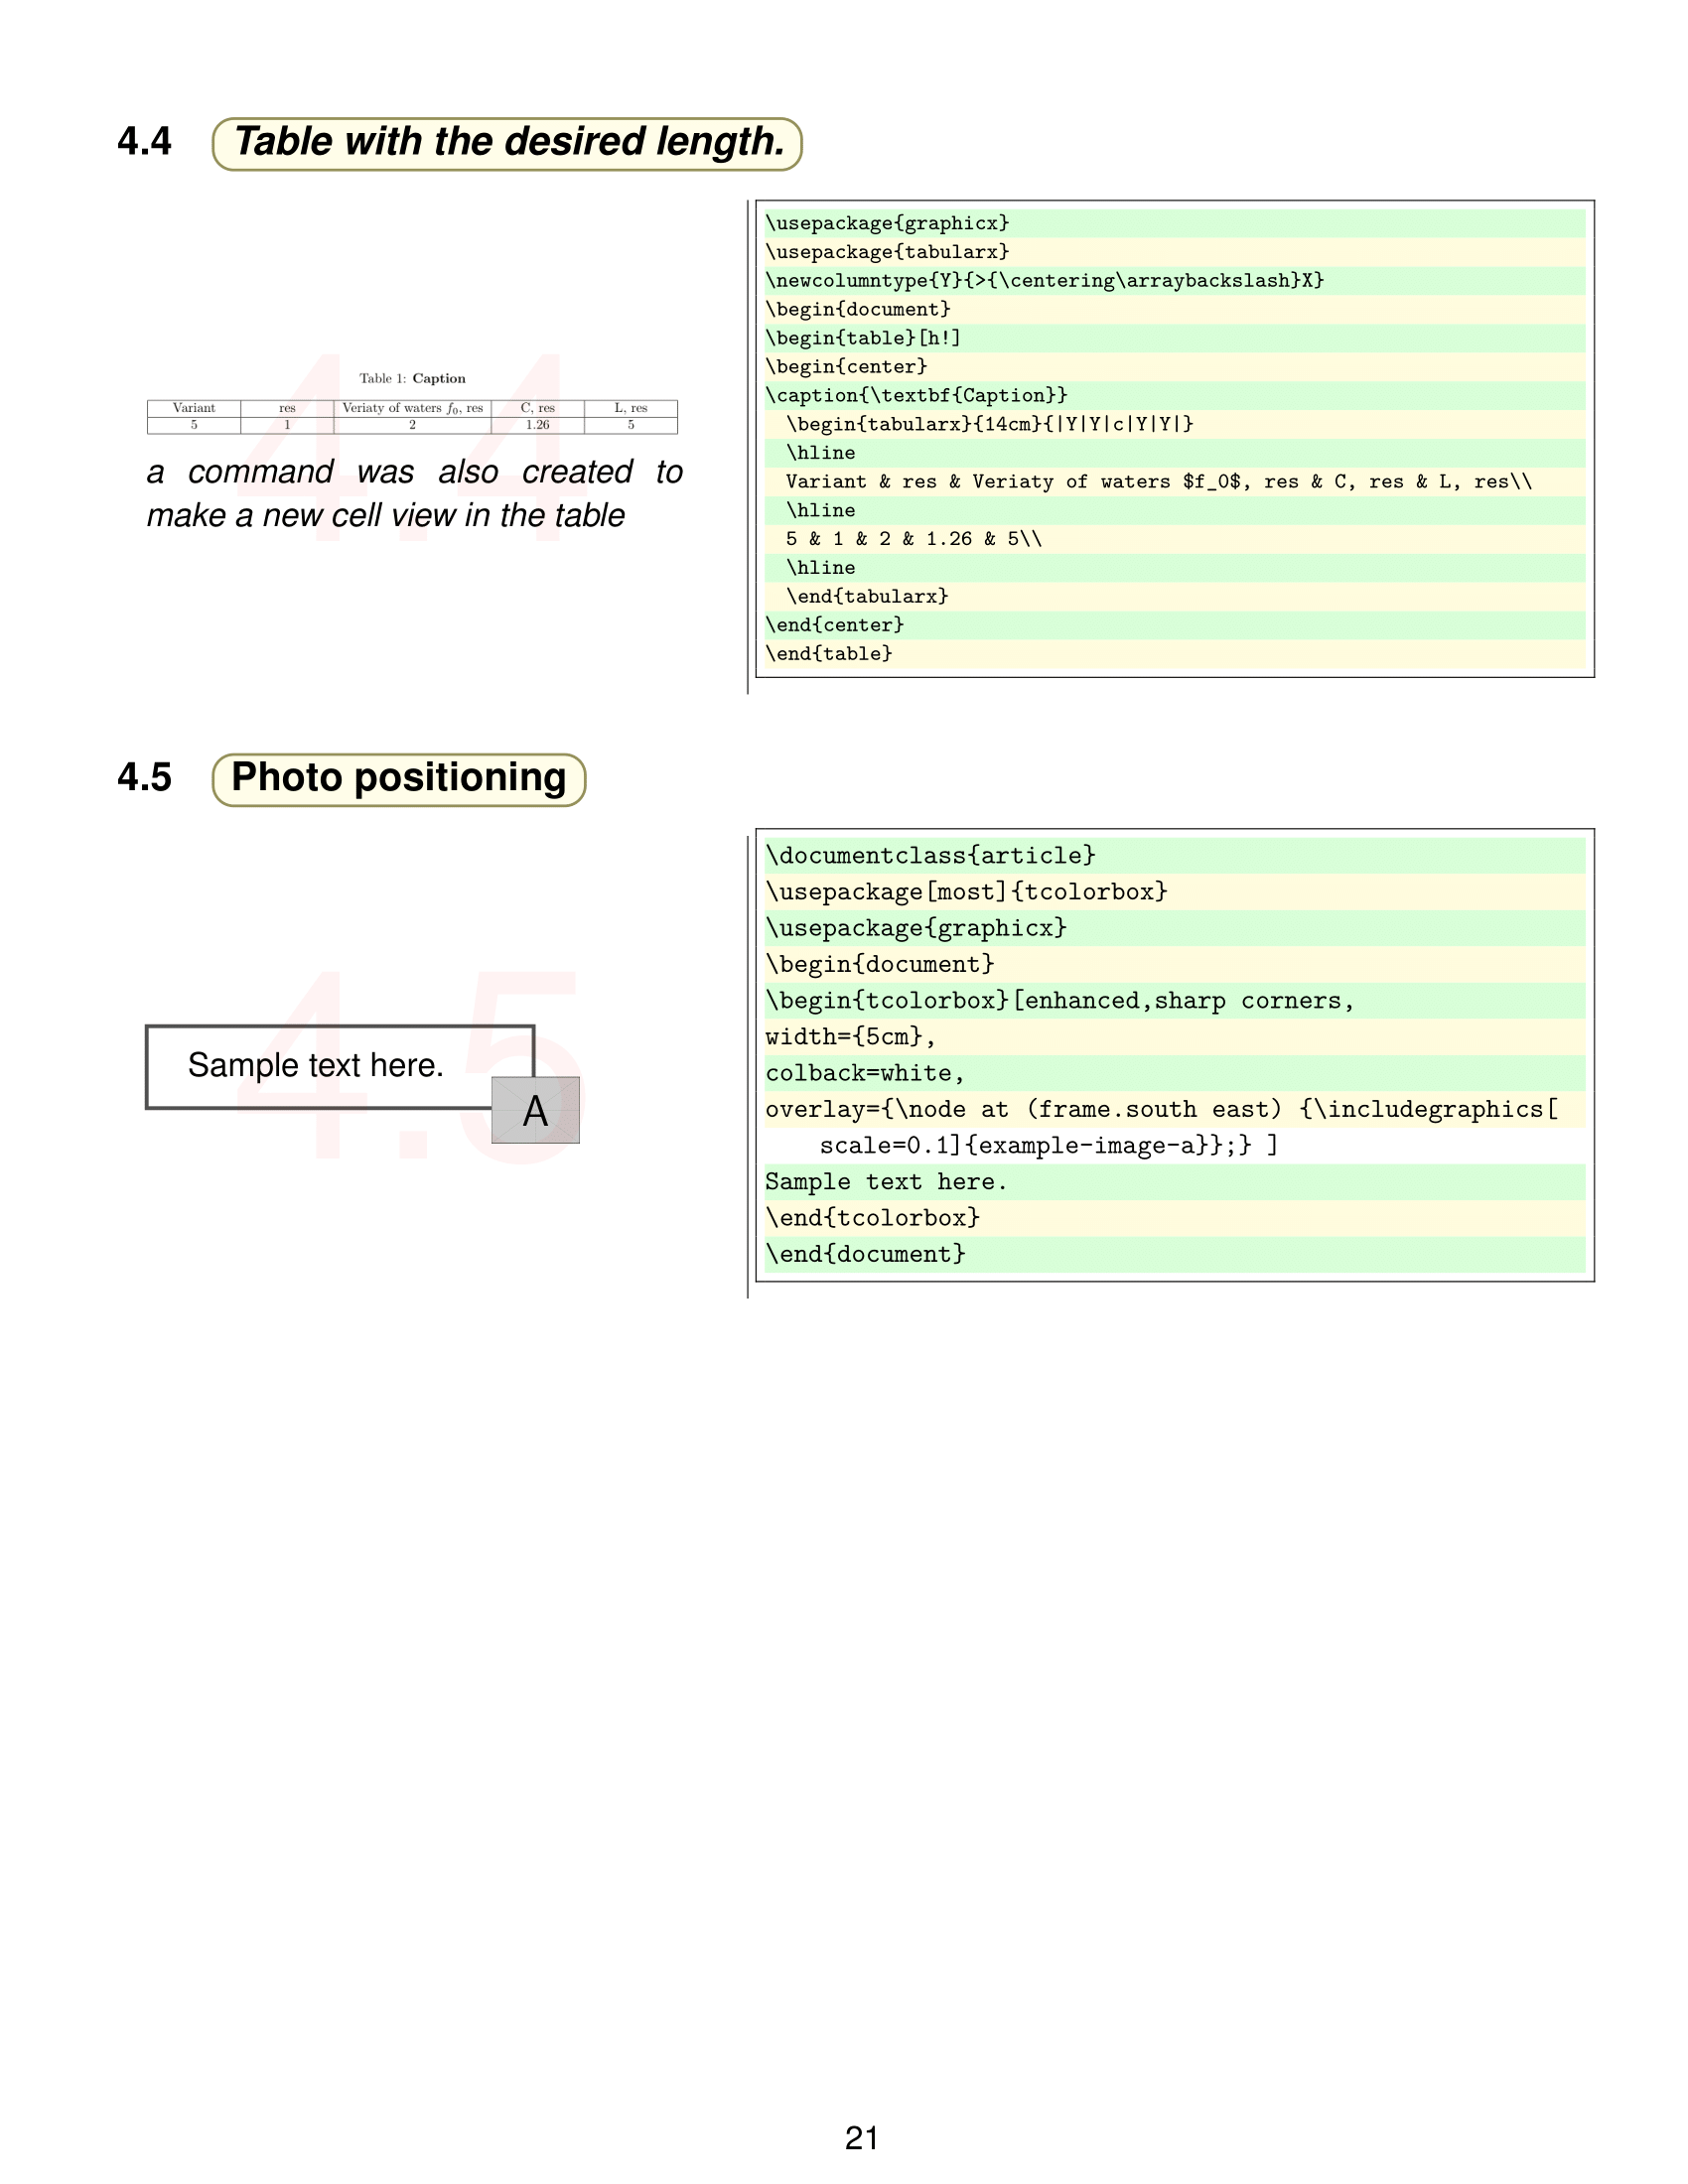 4.4 Table with the desired length.
4.4
Table 1: Caption
Variant res Veriaty of waters f0, res C, res L, res
5 1 2 1.26 5
a command was also created to
make a new cell view in the table
\usepackage{graphicx}
\usepackage{tabularx}
\newcolumntype{Y}{>{\centering\arraybackslash}X}
\begin{document}
\begin{table}[h!]
\begin{center}
\caption{\textbf{Caption}}
\begin{tabularx}{14cm}{|Y|Y|c|Y|Y|}
\hline
Variant & res & Veriaty of waters $f_0$, res & C, res & L, res\\
\hline
5 & 1 & 2 & 1.26 & 5\\
\hline
\end{tabularx}
\end{center}
\end{table}
4.5 Photo positioning
4.5
Sample text here.
A
\documentclass{article}
\usepackage[most]{tcolorbox}
\usepackage{graphicx}
\begin{document}
\begin{tcolorbox}[enhanced,sharp corners,
width={5cm},
colback=white,
overlay={\node at (frame.south east) {\includegraphics[
scale=0.1]{example-image-a}};} ]
Sample text here.
\end{tcolorbox}
\end{document}
21